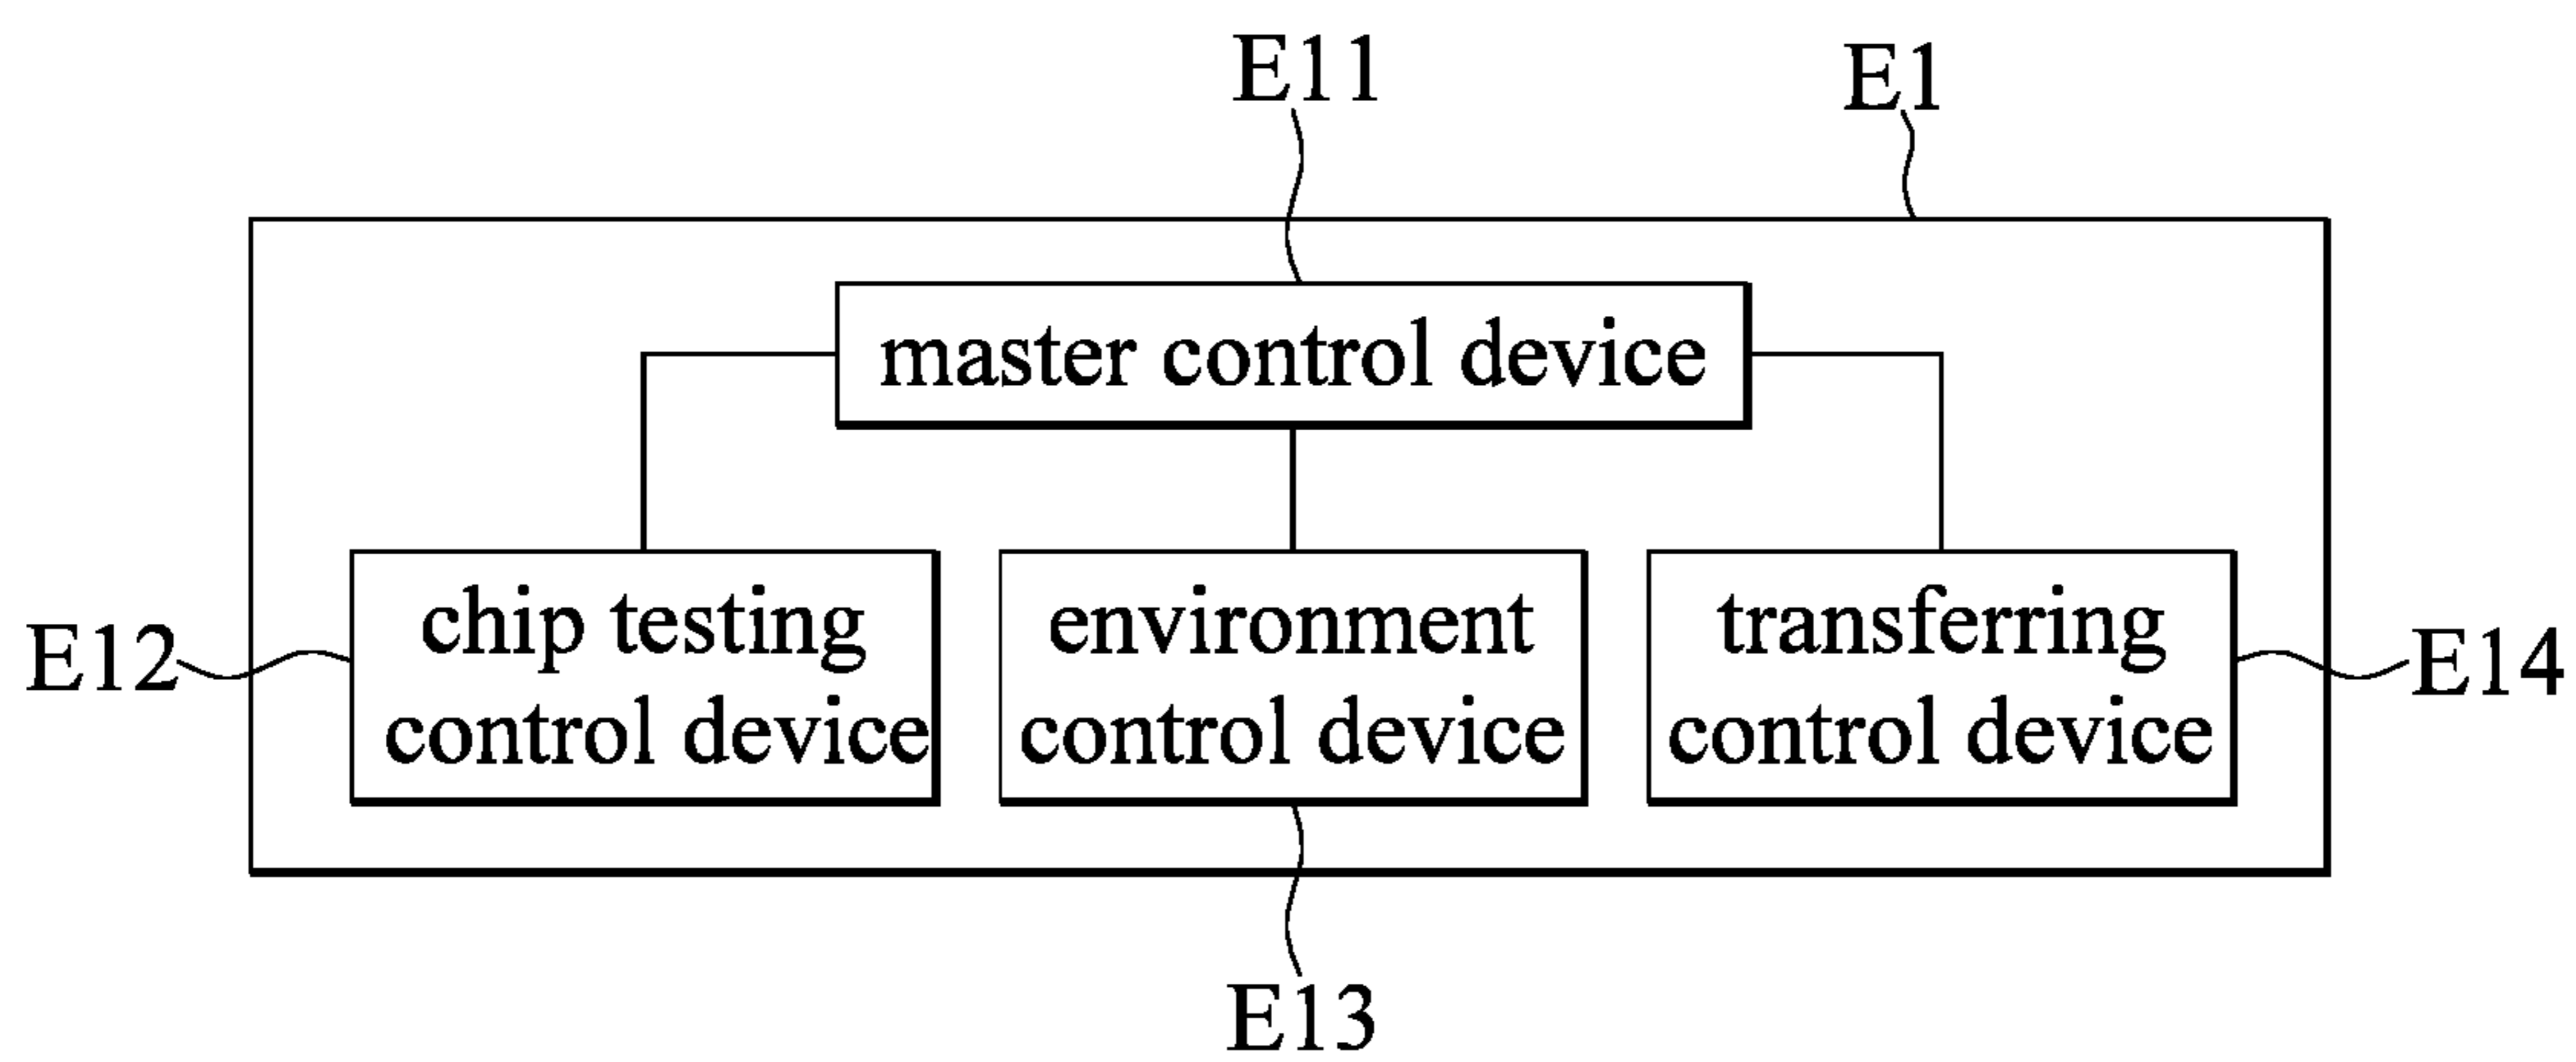 E11
E1
master control device
chip testing
control device
environment
control device
transferring
control device
E12
E14
E13